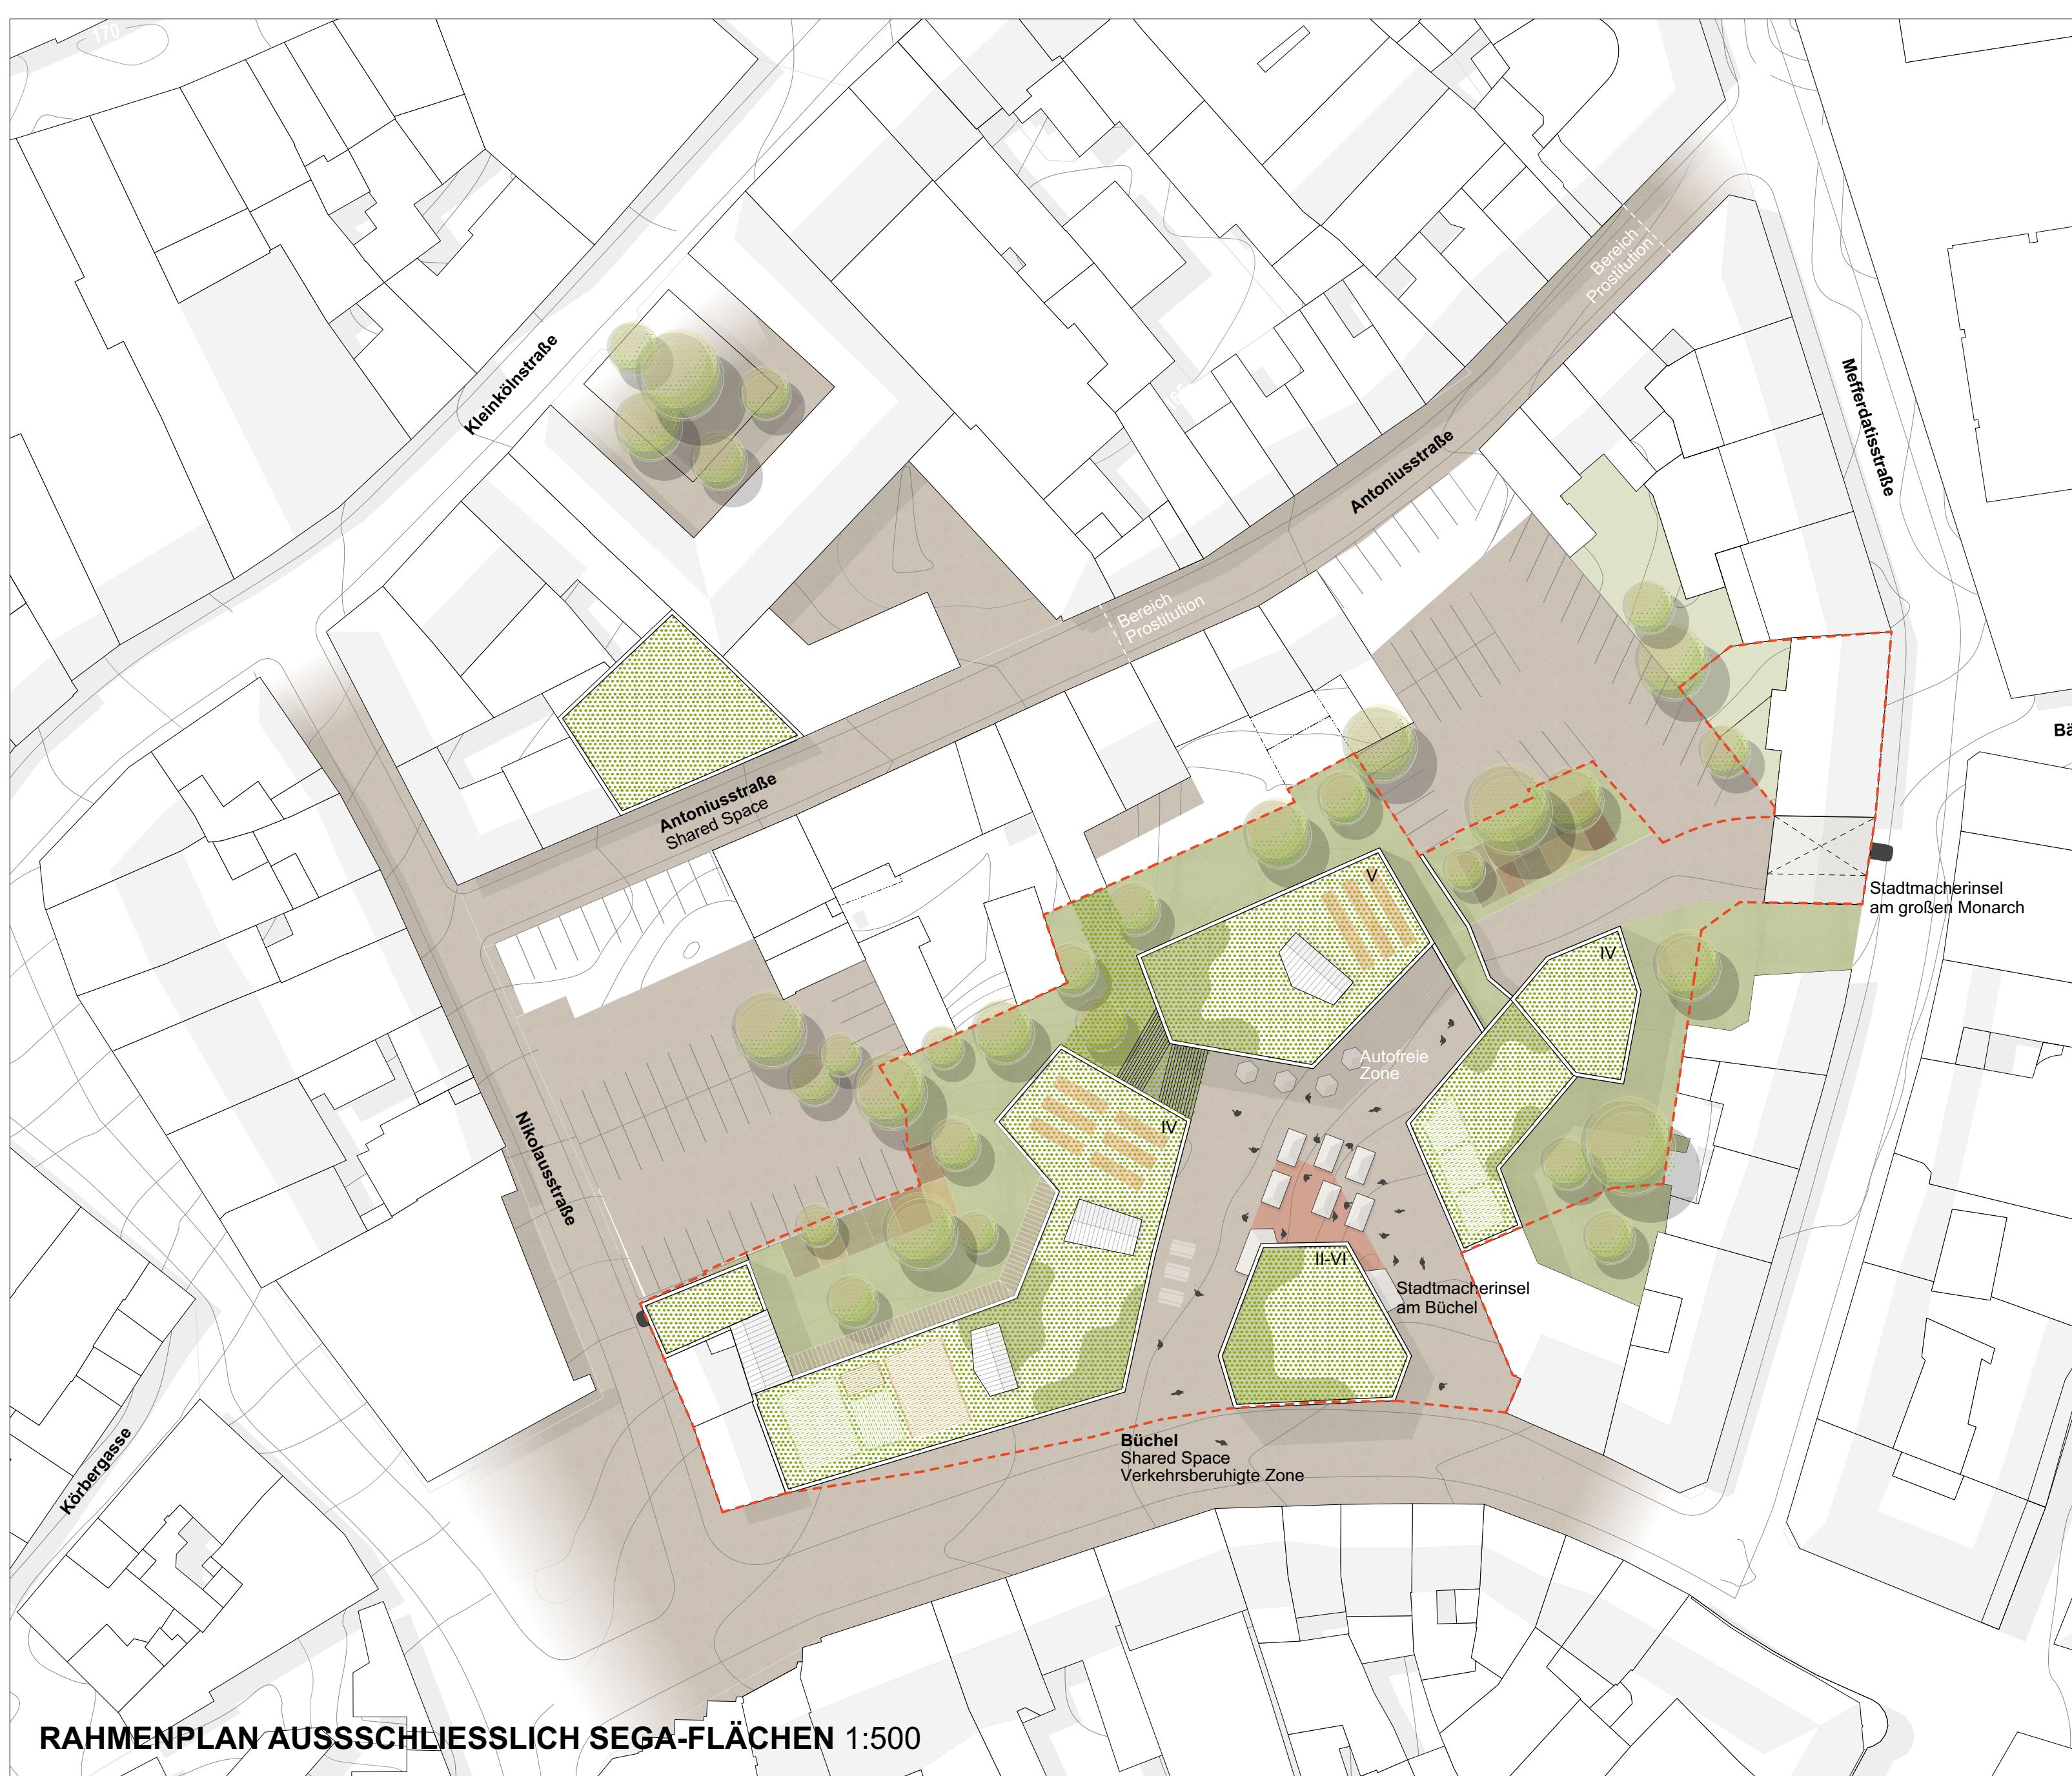 170
Kleinkölnstraße
Bereich
Prostitution
Mefferdatisstraße
Antoniusstraße
Bereich
Prostitution
Antoniusstraße
Shared Space
V
Stadtmacherinsel
am großen Monarch
IV
Autofreie
Zone
IV
Nikolausstraße
II-VI
Stadtmacherinsel
am Büchel
Büchel
Shared Space
Verkehrsberuhigte Zone
Körbergasse
RAHMENPLAN AUSSSCHLIESSLICH SEGA-FLÄCHEN 1:500